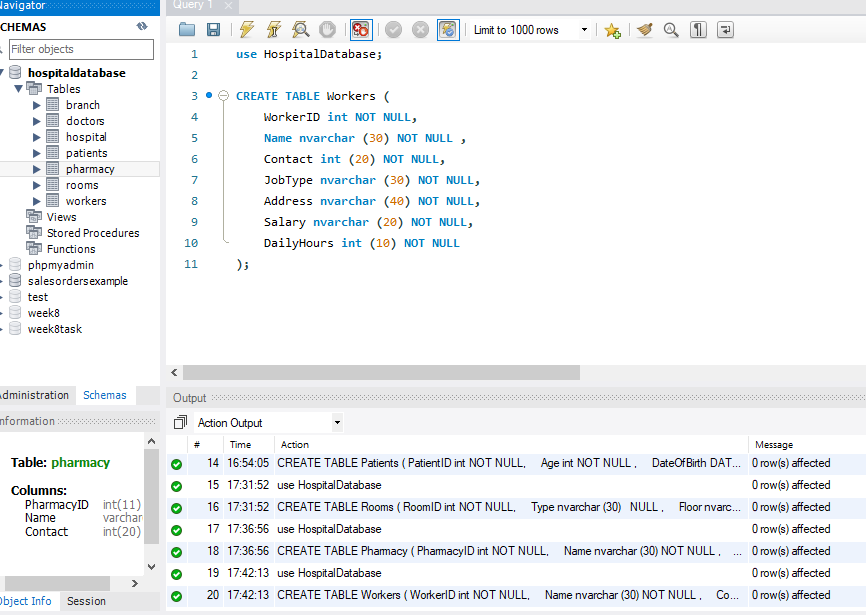 Navigator
SCHEMAS
Filter objects
hospitaldatabase
Tables
branch
doctors
hospital
patients
pharmacy
rooms
workers
Views
Stored Procedures
Functions
phpmyadmin
salesordersexample
test
week8
week8task
Administration Schemas
Information
Table: pharmacy
Columns:
PharmacyID int(11)
Name varchar
Contact int(20)
Object Info Session
Query 1
Limit to 1000 rows
1 use HospitalDatabase;
2
3 CREATE TABLE Workers (
4 WorkerID int NOT NULL,
5 Name nvarchar (30) NOT NULL ,
6 Contact int (20) NOT NULL,
7 JobType nvarchar (30) NOT NULL,
8 Address nvarchar (40) NOT NULL,
9 Salary nvarchar (20) NOT NULL,
10 DailyHours int (10) NOT NULL
11 );
Output
Action Output
# Time Action Message
14 16:54:05 CREATE TABLE Patients ( PatientID int NOT NULL, Age int NOT NULL , DateOfBirth DAT... 0 row(s) affected
15 17:31:52 use HospitalDatabase 0 row(s) affected
16 17:31:52 CREATE TABLE Rooms ( RoomID int NOT NULL, Type nvarchar (30) NULL , Floor nvarc... 0 row(s) affected
17 17:36:56 use HospitalDatabase 0 row(s) affected
18 17:36:56 CREATE TABLE Pharmacy ( PharmacyID int NOT NULL, Name nvarchar (30) NOT NULL , ... 0 row(s) affected
19 17:42:13 use HospitalDatabase 0 row(s) affected
20 17:42:13 CREATE TABLE Workers ( WorkerID int NOT NULL, Name nvarchar (30) NOT NULL , Co... 0 row(s) affected